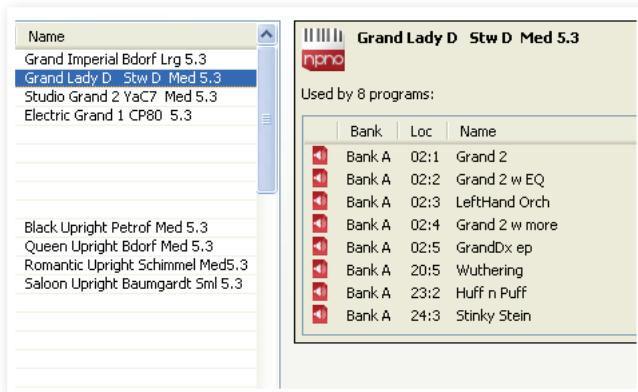 Name
Grand Imperial Bdorf Lrg 5.3
Grand Lady D Stw D Med 5.3
Studio Grand 2 YaC7 Med 5.3
Electric Grand 1 CP80 5.3
Black Upright Petrof Med 5.3
Queen Upright Bdorf Med 5.3
Romantic Upright Schimmel Med5.3
Saloon Upright Baumgardt Sml 5.3
npno
Grand Lady D Stw D Med 5.3
Used by 8 programs:
Bank Loc Name
Bank A 02:1 Grand 2
Bank A 02:2 Grand 2 w EQ
Bank A 02:3 LeftHand Orch
Bank A 02:4 Grand 2 w more
Bank A 02:5 GrandDx ep
Bank A 20:5 Wuthering
Bank A 23:2 Huff n Puff
Bank A 24:3 Stinky Stein